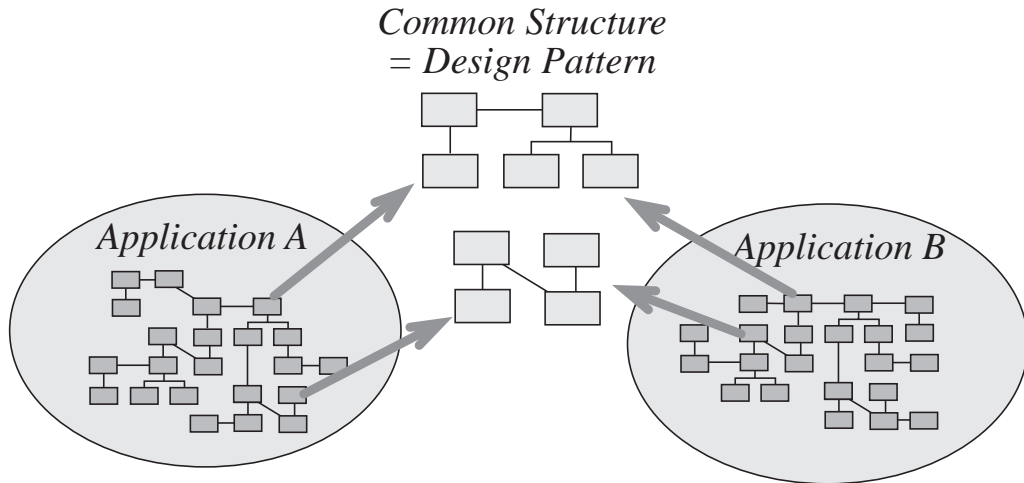 Common Structure
= Design Pattern
Application A
Application B